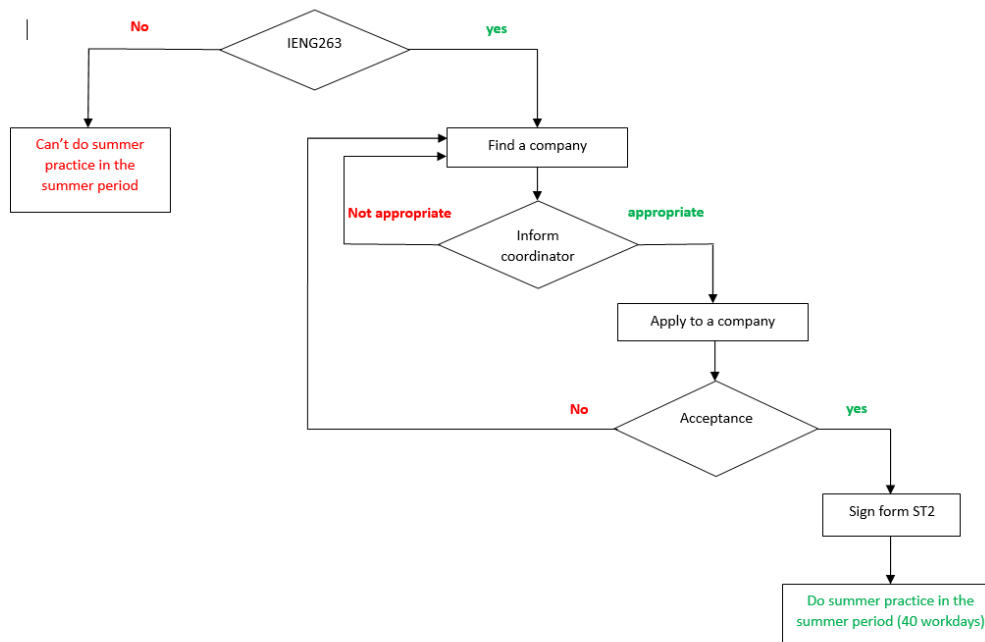 No
IENG263
yes
Can't do summer
practice in the
summer period
Find a company
Not appropriate
appropriate
Inform
coordinator
Apply to a company
No
Acceptance
yes
Sign form ST2
Do summer practice in the
summer period (40 workdays)